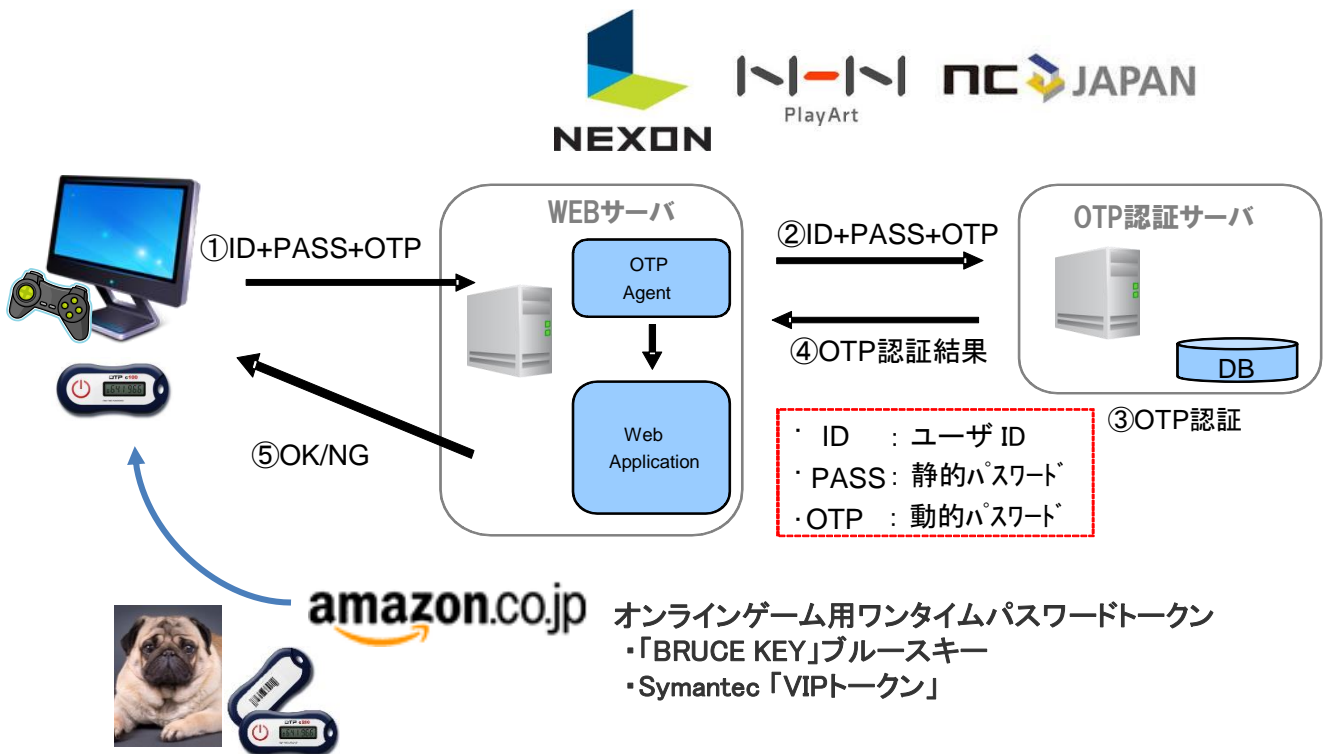 NEXON
NHN
PlayArt
nc JAPAN
WEBサーバ
OTP認証サーバ
①ID+PASS+OTP
②ID+PASS+OTP
OTP
Agent
④OTP認証結果
DB
③OTP認証
OTP c100
⑤OK/NG
Web
Application
・ ID ：ユーザ ID
・ PASS：静的ﾊﾟｽﾜｰﾄﾞ
・OTP ：動的ﾊﾟｽﾜｰﾄﾞ
amazon.co.jp
オンラインゲーム用ワンタイムパスワードトークン
・「BRUCE KEY」ブルースキー
・Symantec 「VIPトークン」